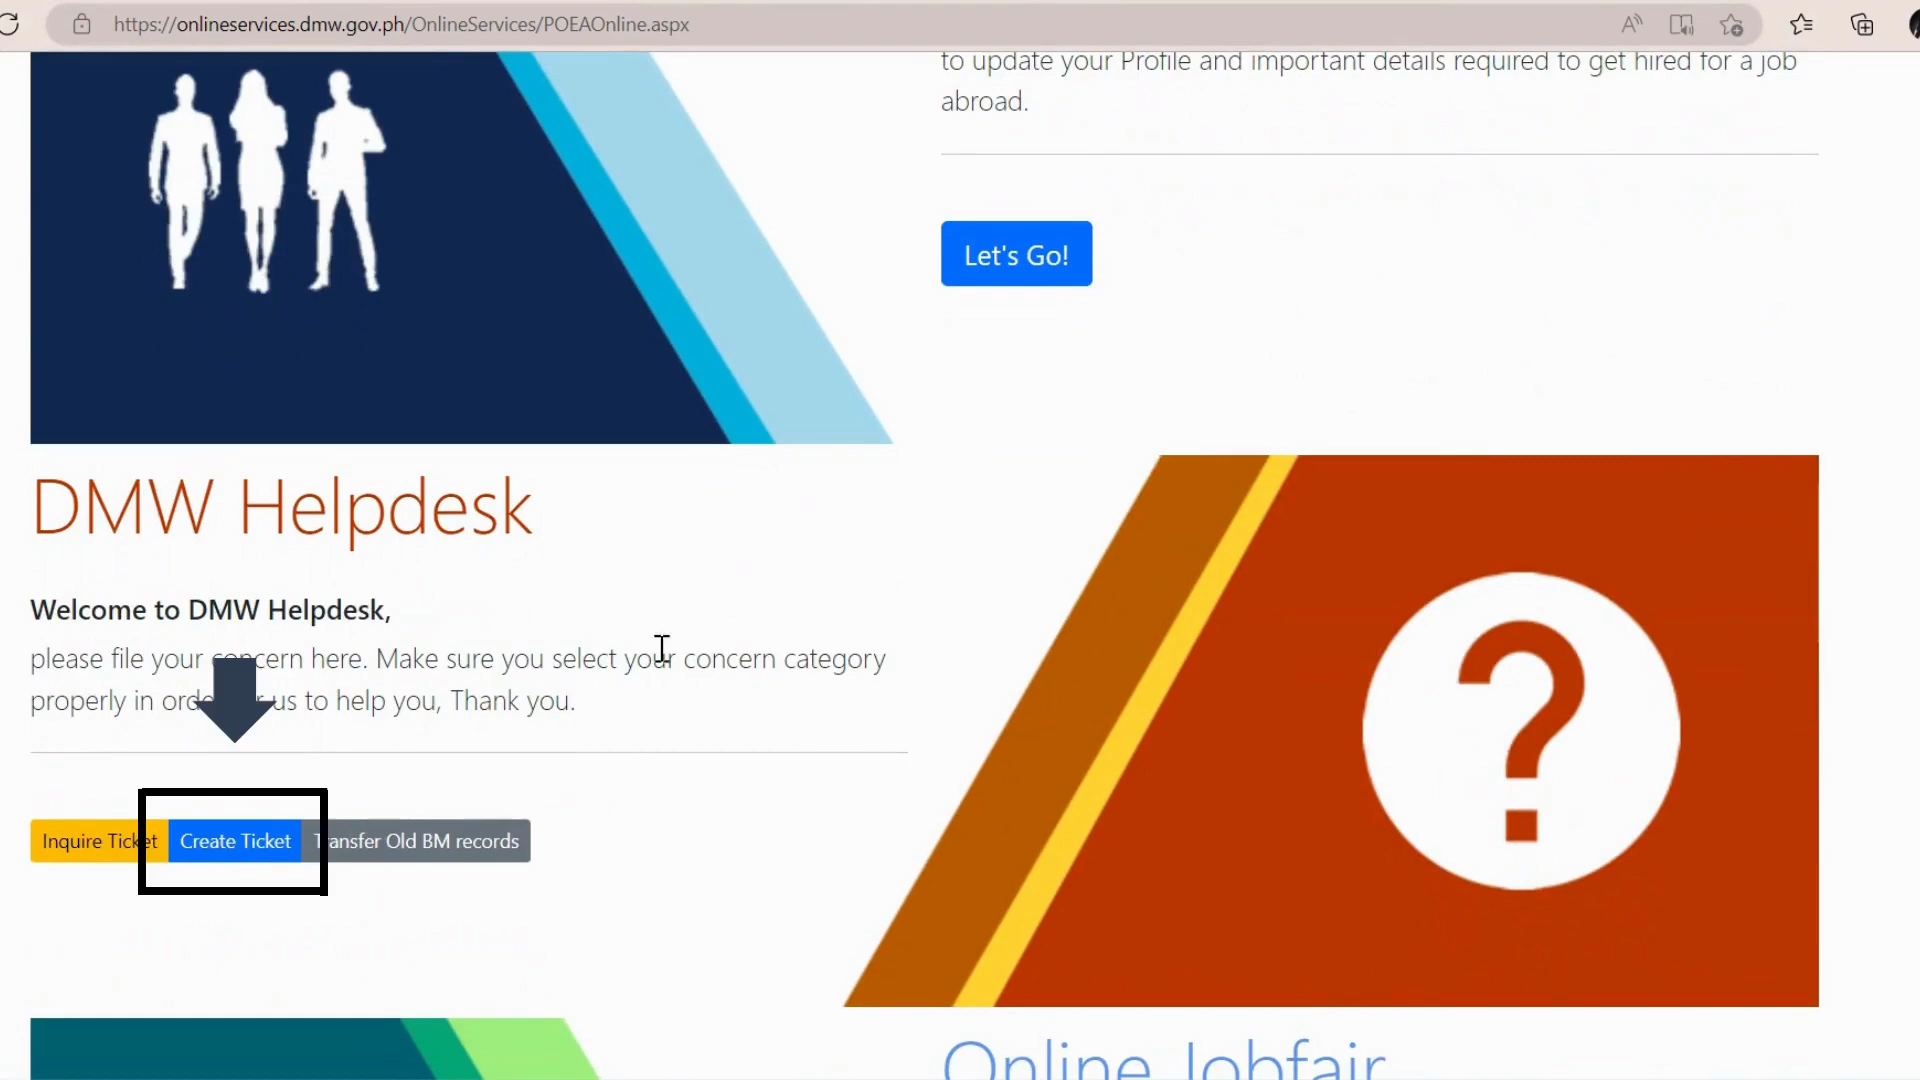 https://onlineservices.dmw.gov.ph/OnlineServices/POEAOnline.aspx
to update your Profile and important details required to get hired for a job
abroad.
Let's Go!
DMW Helpdesk
Welcome to DMW Helpdesk,
please file your concern here. Make sure you select your concern category
properly in order for us to help you, Thank you.
Inquire Ticket
Create Ticket
Transfer Old BM records
Online Jobfair